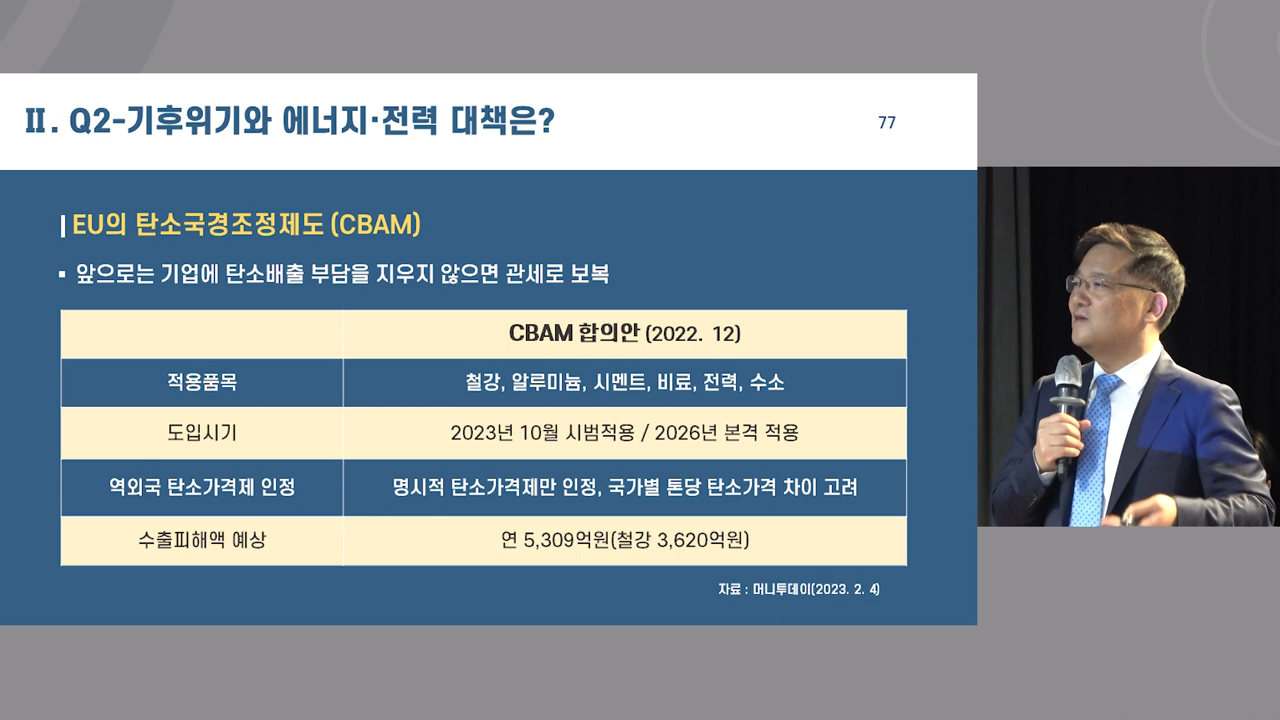 Ⅱ. Q2-기후위기와 에너지·전력 대책은?
77
EU의 탄소국경조정제도 (CBAM)
▪ 앞으로는 기업에 탄소배출 부담을 지우지 않으면 관세로 보복
CBAM 합의안 (2022. 12)
적용품목 철강, 알루미늄, 시멘트, 비료, 전력, 수소
도입시기 2023년 10월 시범적용 / 2026년 본격 적용
역외국 탄소가격제 인정 명시적 탄소가격제만 인정, 국가별 톤당 탄소가격 차이 고려
수출피해액 예상 연 5,309억원(철강 3,620억원)
자료 : 머니투데이(2023. 2. 4)